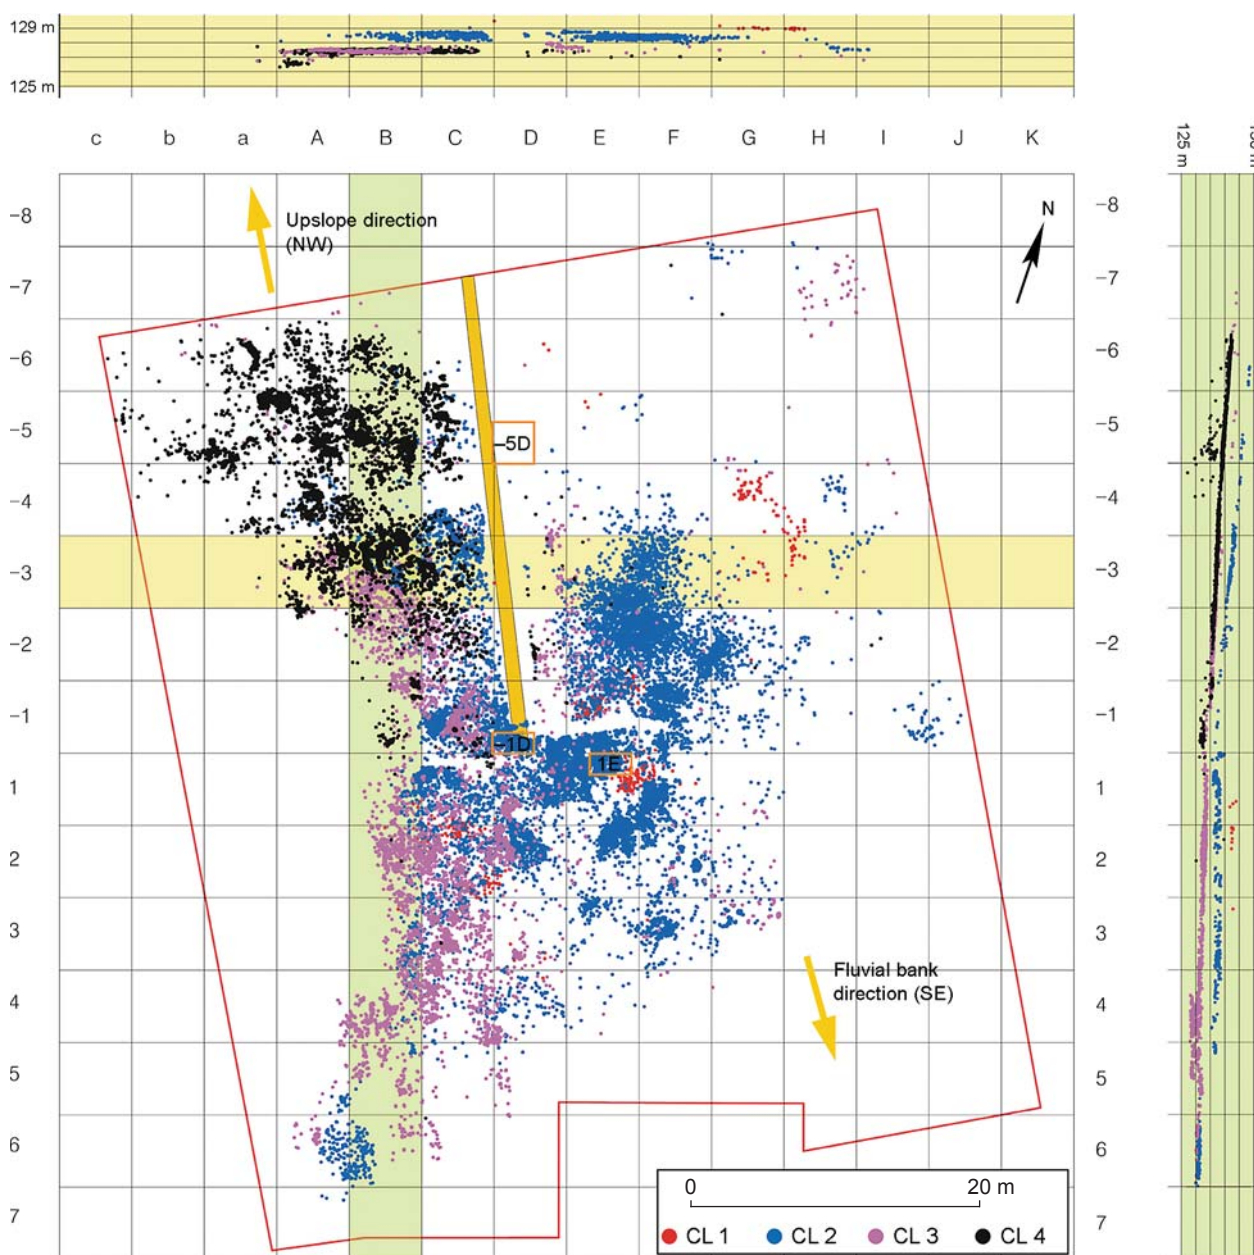 129 m
125 m
c b a A B C D E F G H I J K
125 m
–8 –8
Upslope direction
(NW)
N
–7 –7
–6 –6
–5 –5
–5D
–4 –4
–3 –3
–2 –2
–1 –1
–1D
1E
1 1
2 2
3 3
Fluvial bank
direction (SE)
4 4
5 5
6 6
0 20 m
7 7
CL 1 CL 2 CL 3 CL 4